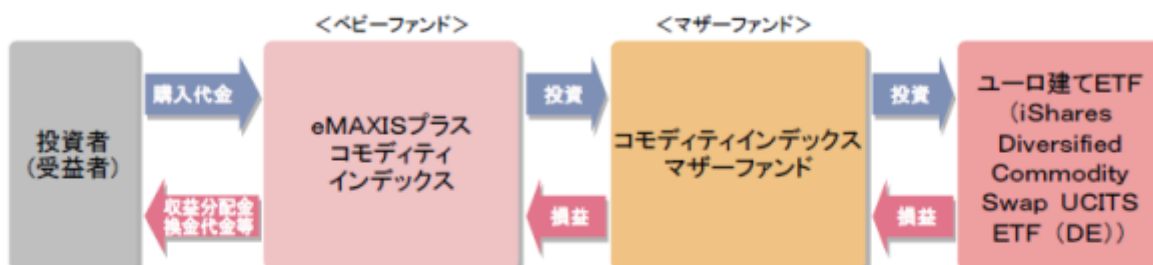 ＜ベビーファンド＞
＜マザーファンド＞
投資者
(受益者)
購入代金
収益分配金
換金代金等
eMAXISプラス
コモディティ
インデックス
投資
損益
コモディティインデックス
マザーファンド
投資
損益
ユーロ建てETF
(iShares
Diversified
Commodity
Swap UCITS
ETF (DE))